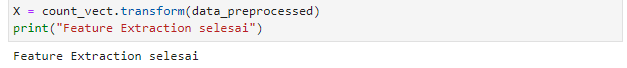 X = count_vect.transform(data_preprocessed)
print("Feature Extraction selesai")
Feature Extraction selesai